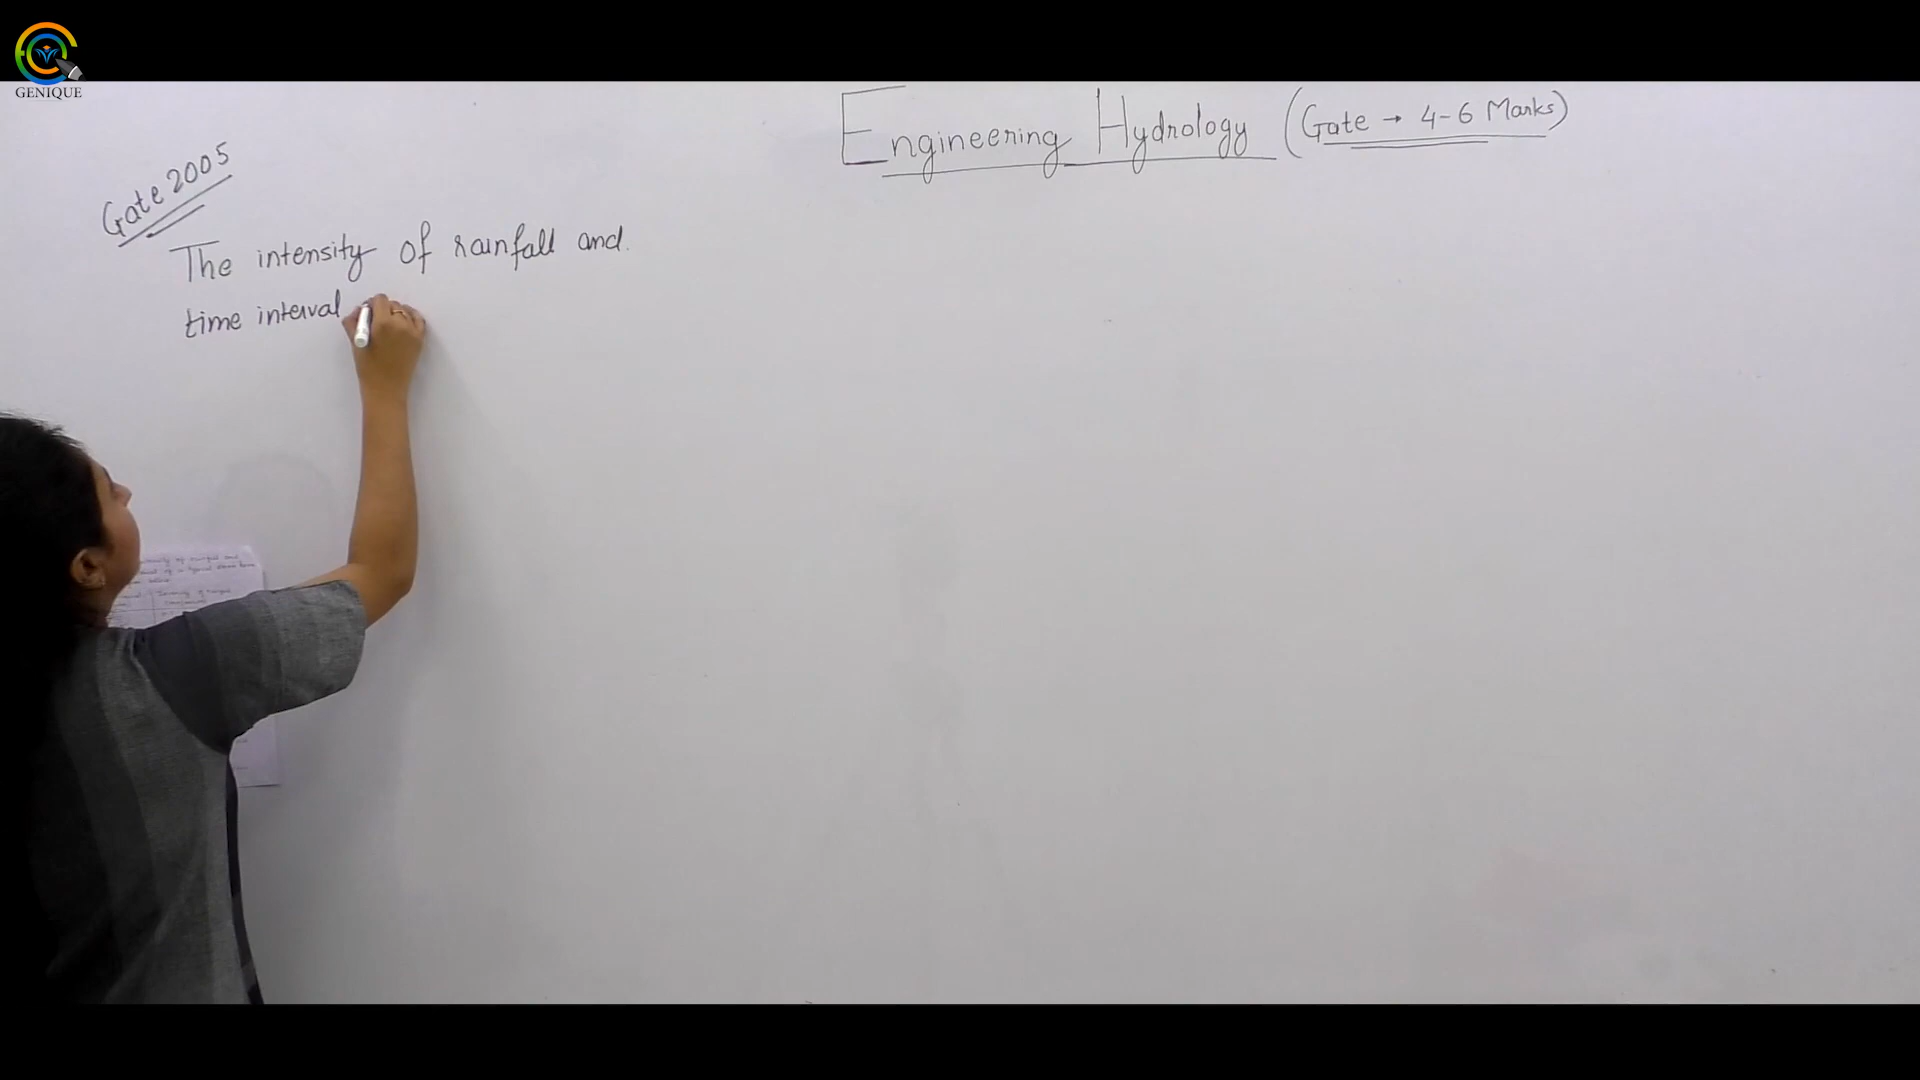 GENIQUE
Engineering Hydrology (Gate → 4-6 Marks)
Gate 2005
The intensity of rainfall and
time interval